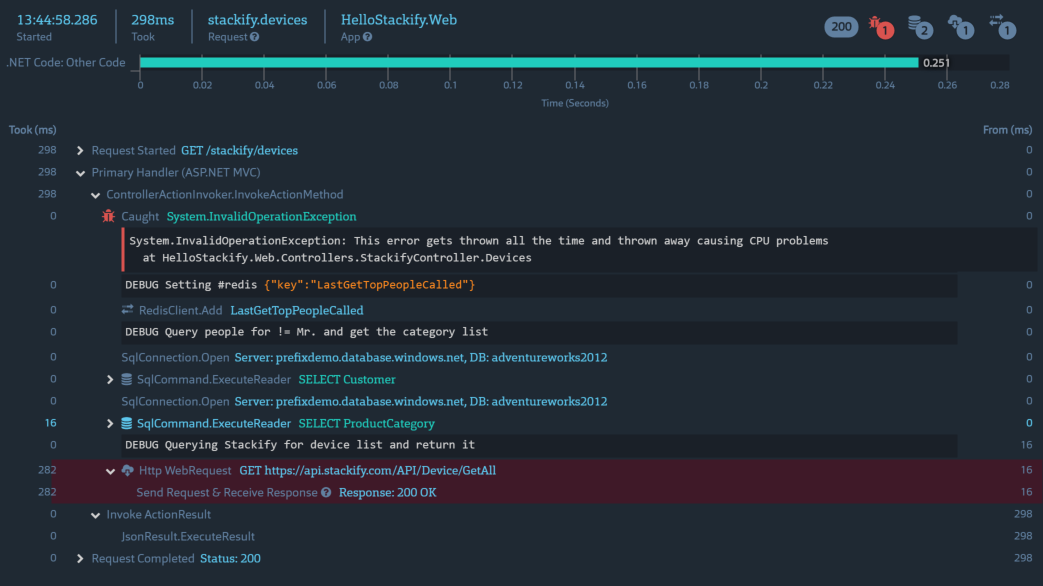 13:44:58.286 298ms stackify.devices HelloStackify.Web
Started Took Request App
200 1 2 1 1
.NET Code: Other Code 0.251
0 0.02 0.04 0.06 0.08 0.1 0.12 0.14 0.16 0.18 0.2 0.22 0.24 0.26 0.28
Time (Seconds)
Took (ms) From (ms)
298 Request Started GET /stackify/devices 0
298 Primary Handler (ASP.NET MVC) 0
298 ControllerActionInvoker.InvokeActionMethod 0
0 Caught System.InvalidOperationException 0
System.InvalidOperationException: This error gets thrown all the time and thrown away causing CPU problems
at HelloStackify.Web.Controllers.StackifyController.Devices
0 DEBUG Setting #redis {"key":"LastGetTopPeopleCalled"} 0
0 RedisClient.Add LastGetTopPeopleCalled 0
0 DEBUG Query people for != Mr. and get the category list 0
0 SqlConnection.Open Server: prefixdemo.database.windows.net, DB: adventureworks2012 0
0 SqlCommand.ExecuteReader SELECT Customer 0
0 SqlConnection.Open Server: prefixdemo.database.windows.net, DB: adventureworks2012 0
16 SqlCommand.ExecuteReader SELECT ProductCategory 0
0 DEBUG Querying Stackify for device list and return it 16
282 Http WebRequest GET https://api.stackify.com/API/Device/GetAll 16
282 Send Request & Receive Response Response: 200 OK 16
0 Invoke ActionResult 298
0 JsonResult.ExecuteResult 298
0 Request Completed Status: 200 298